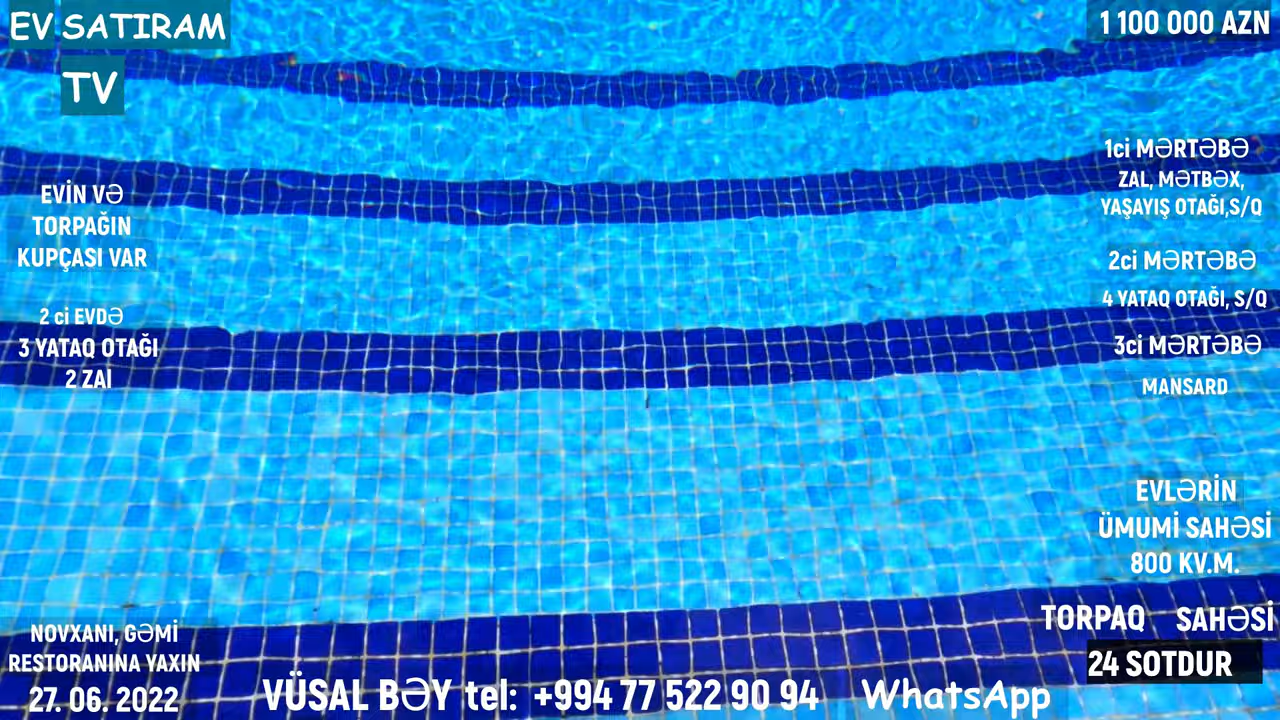 EV SATIRAM
TV
1 100 000 AZN
1ci MƏRTƏBƏ
ZAL, MƏTBƏX,
YAŞAYIŞ OTAĞI,S/Q
2ci MƏRTƏBƏ
4 YATAQ OTAĞI, S/Q
3ci MƏRTƏBƏ
MANSARD
EVİN VƏ
TORPAĞIN
KUPÇASI VAR
2 ci EVDƏ
3 YATAQ OTAĞI
2 ZAl
EVLƏRİN
ÜMUMİ SAHƏSİ
800 KV.M.
TORPAQ SAHƏSİ
24 SOTDUR
NOVXANI, GƏMİ
RESTORANINA YAXIN
27. 06. 2022
VÜSAL BƏY tel: +994 77 522 90 94 WhatsApp